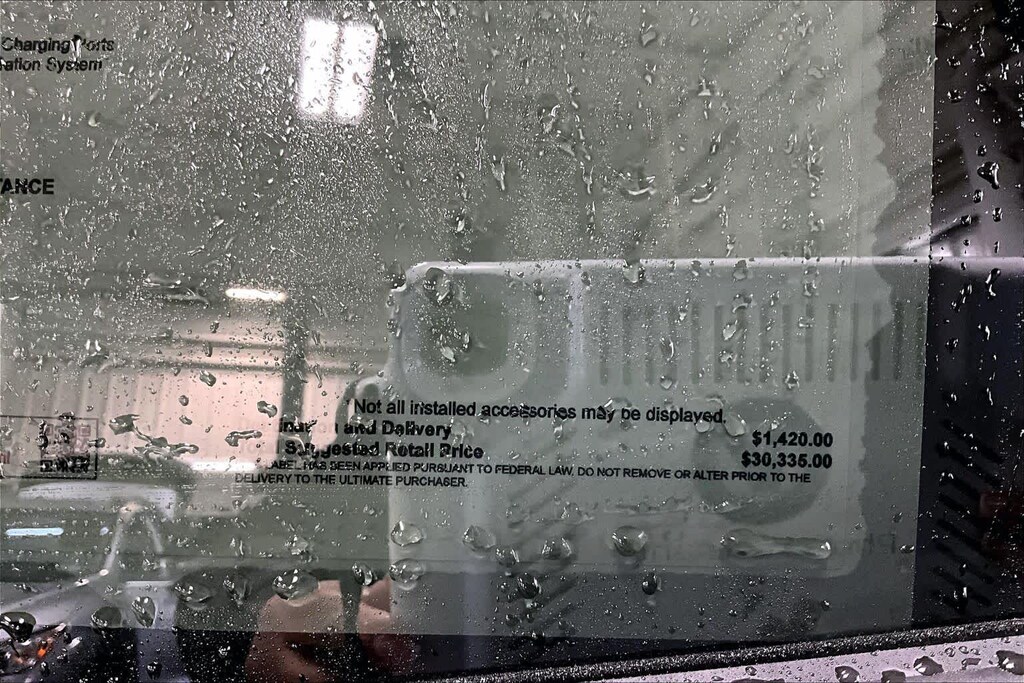 Charging Ports
ation System
TANCE
*Not all installed accessories may be displayed.
and Delivery $1,420.00
Suggested Retail Price $30,335.00
LABEL HAS BEEN APPLIED PURSUANT TO FEDERAL LAW. DO NOT REMOVE OR ALTER PRIOR TO THE
DELIVERY TO THE ULTIMATE PURCHASER.